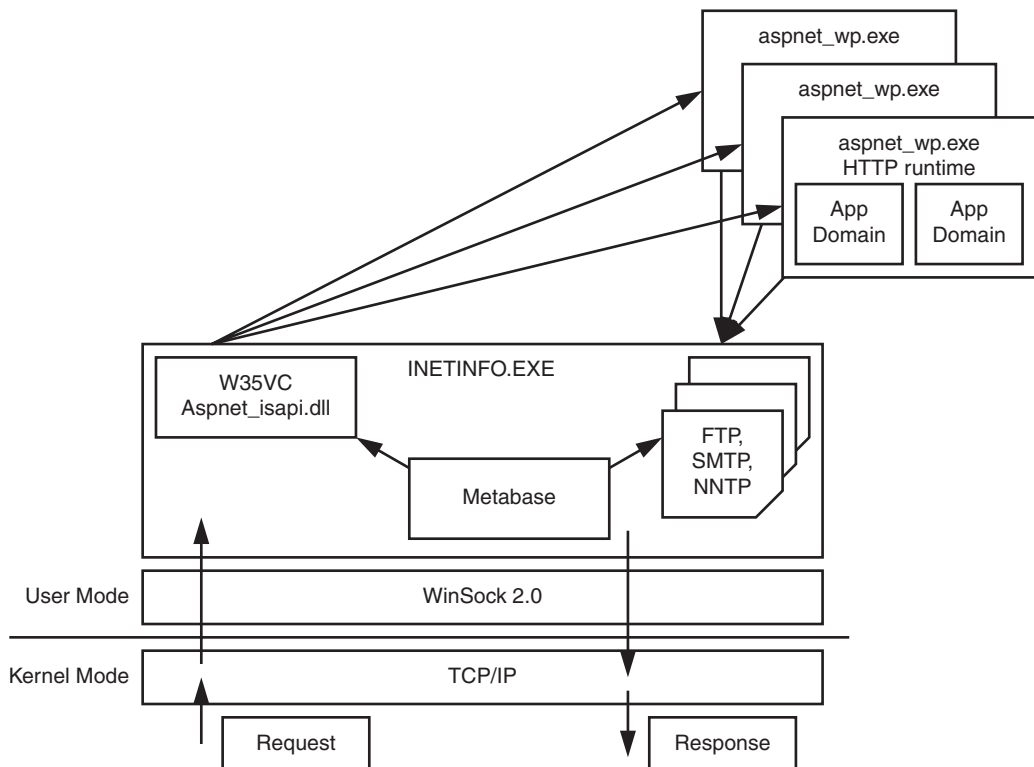 aspnet_wp.exe
aspnet_wp.exe
aspnet_wp.exe
HTTP runtime
App
Domain
App
Domain
INETINFO.EXE
W35VC
Aspnet_isapi.dll
FTP,
SMTP,
NNTP
Metabase
User Mode
WinSock 2.0
Kernel Mode
TCP/IP
Request
Response